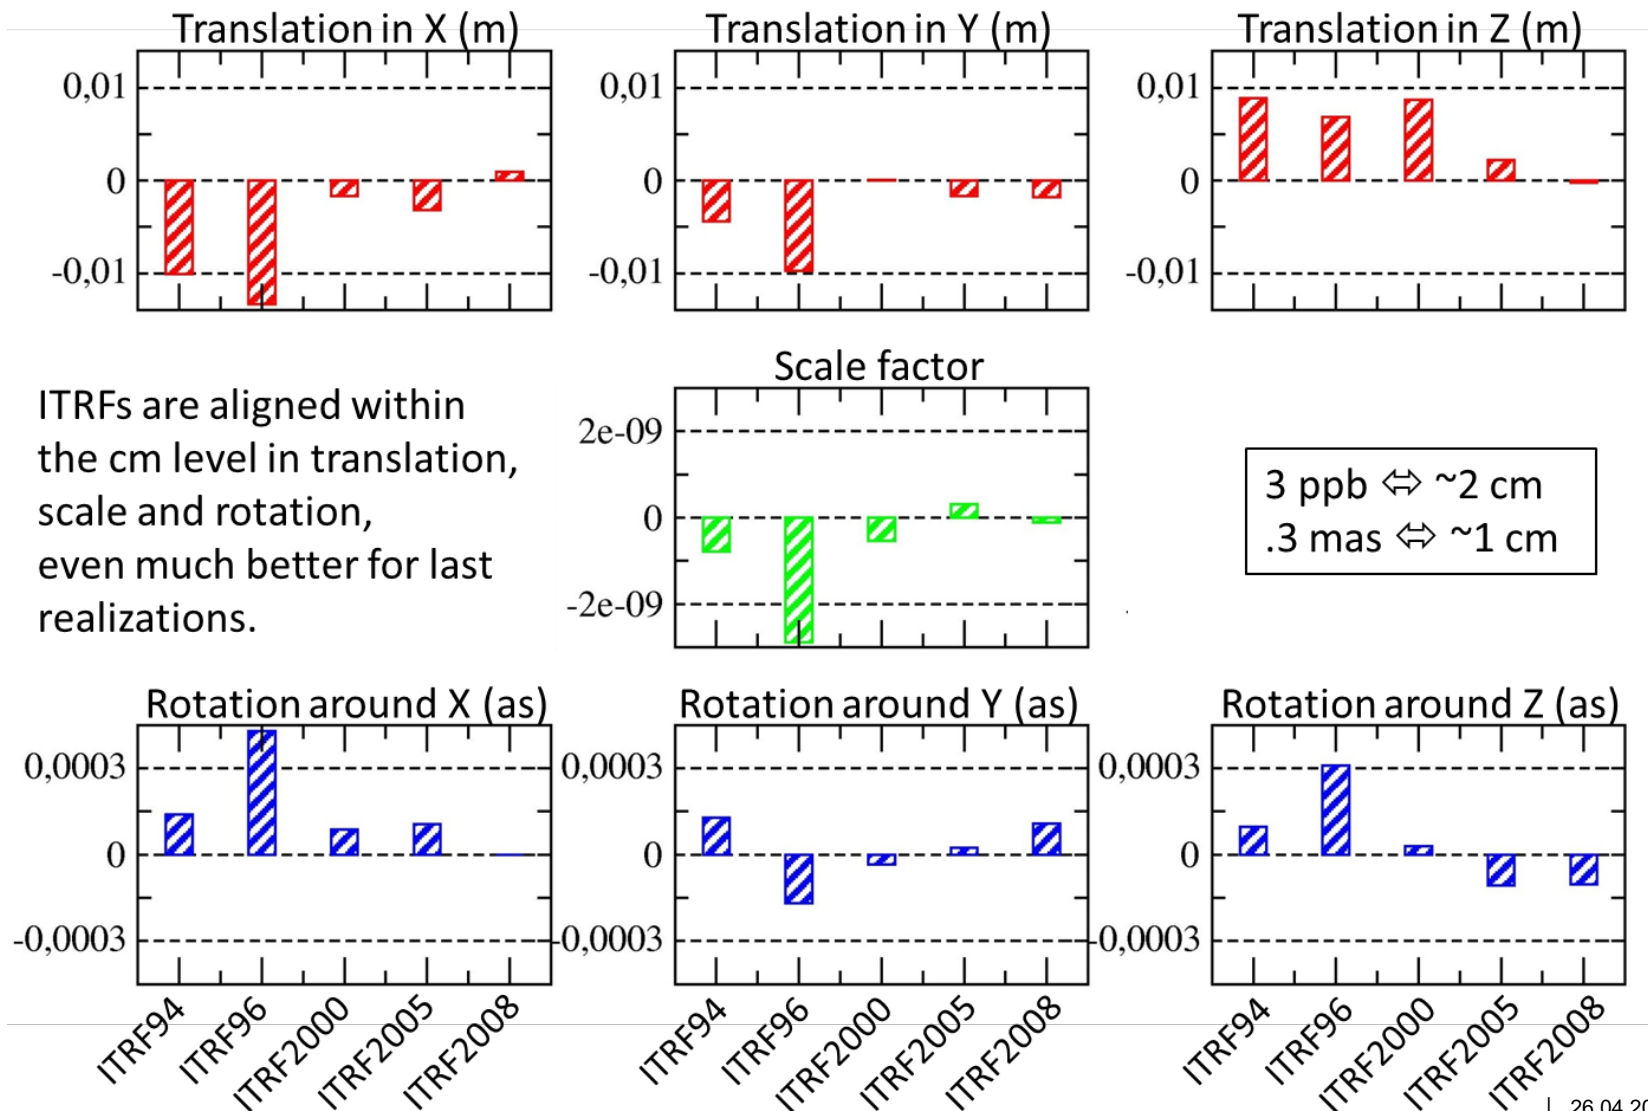 Translation in X (m)
Translation in Y (m)
Translation in Z (m)
0,01
0
-0,01
0,01
0
-0,01
0,01
0
-0,01
ITRFs are aligned within
the cm level in translation,
scale and rotation,
even much better for last
realizations.
Scale factor
2e-09
0
-2e-09
3 ppb ⬄ ~2 cm
.3 mas ⬄ ~1 cm
Rotation around X (as)
Rotation around Y (as)
Rotation around Z (as)
0,0003
0
-0,0003
0,0003
0
-0,0003
0,0003
0
-0,0003
ITRF94
ITRF96
ITRF2000
ITRF2005
ITRF2008
ITRF94
ITRF96
ITRF2000
ITRF2005
ITRF2008
ITRF94
ITRF96
ITRF2000
ITRF2005
ITRF2008
| 26.04.20